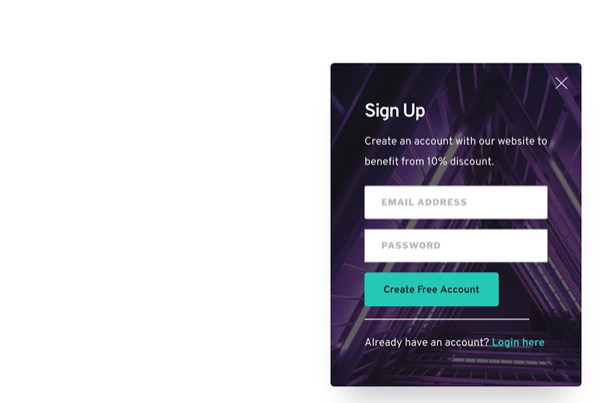 Sign Up
Create an account with our website to
benefit from 10% discount.
EMAIL ADDRESS
PASSWORD
Create Free Account
Already have an account? Login here